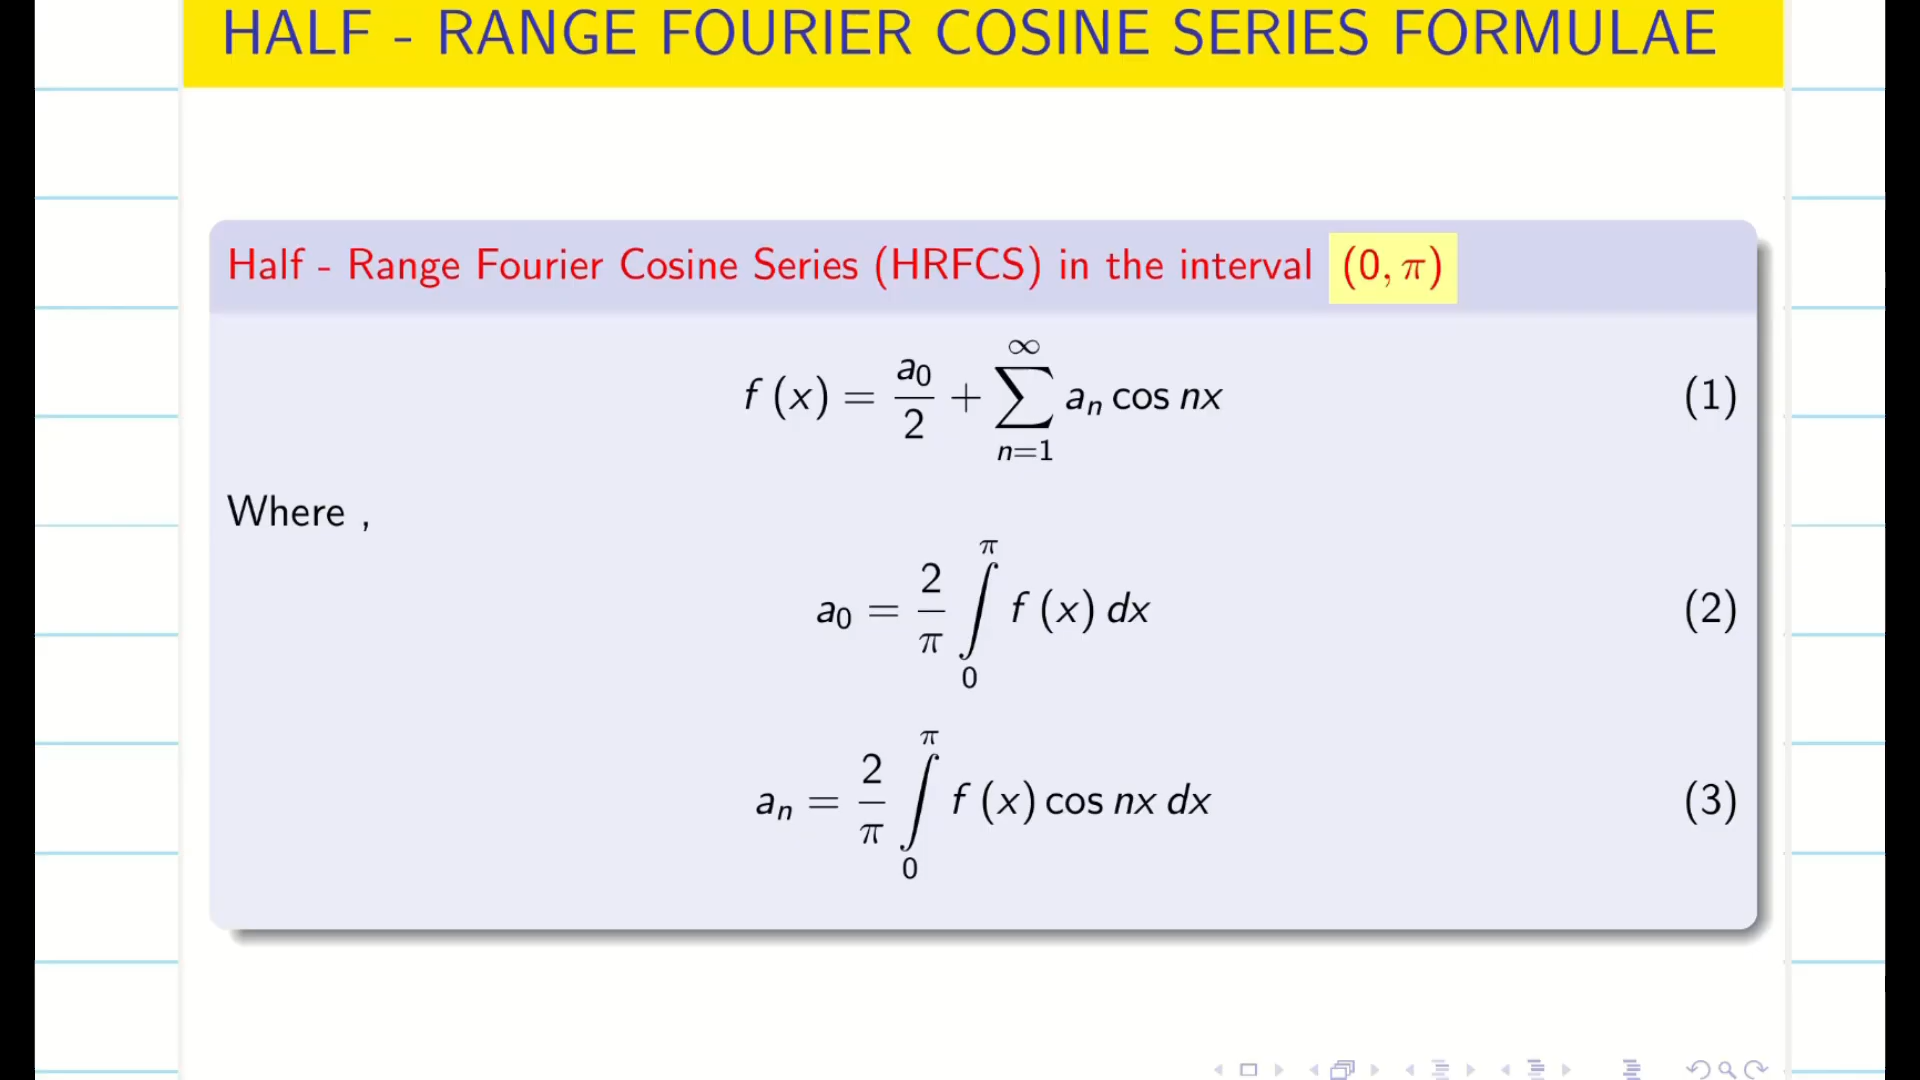 HALF - RANGE FOURIER COSINE SERIES FORMULAE
Half - Range Fourier Cosine Series (HRFCS) in the interval (0, π)
f (x) = a₀/2 + ∑_{n=1}^{∞} aₙ cos nx (1)
Where ,
a₀ = 2/π ∫_0^π f (x) dx (2)
aₙ = 2/π ∫_0^π f (x) cos nx dx (3)